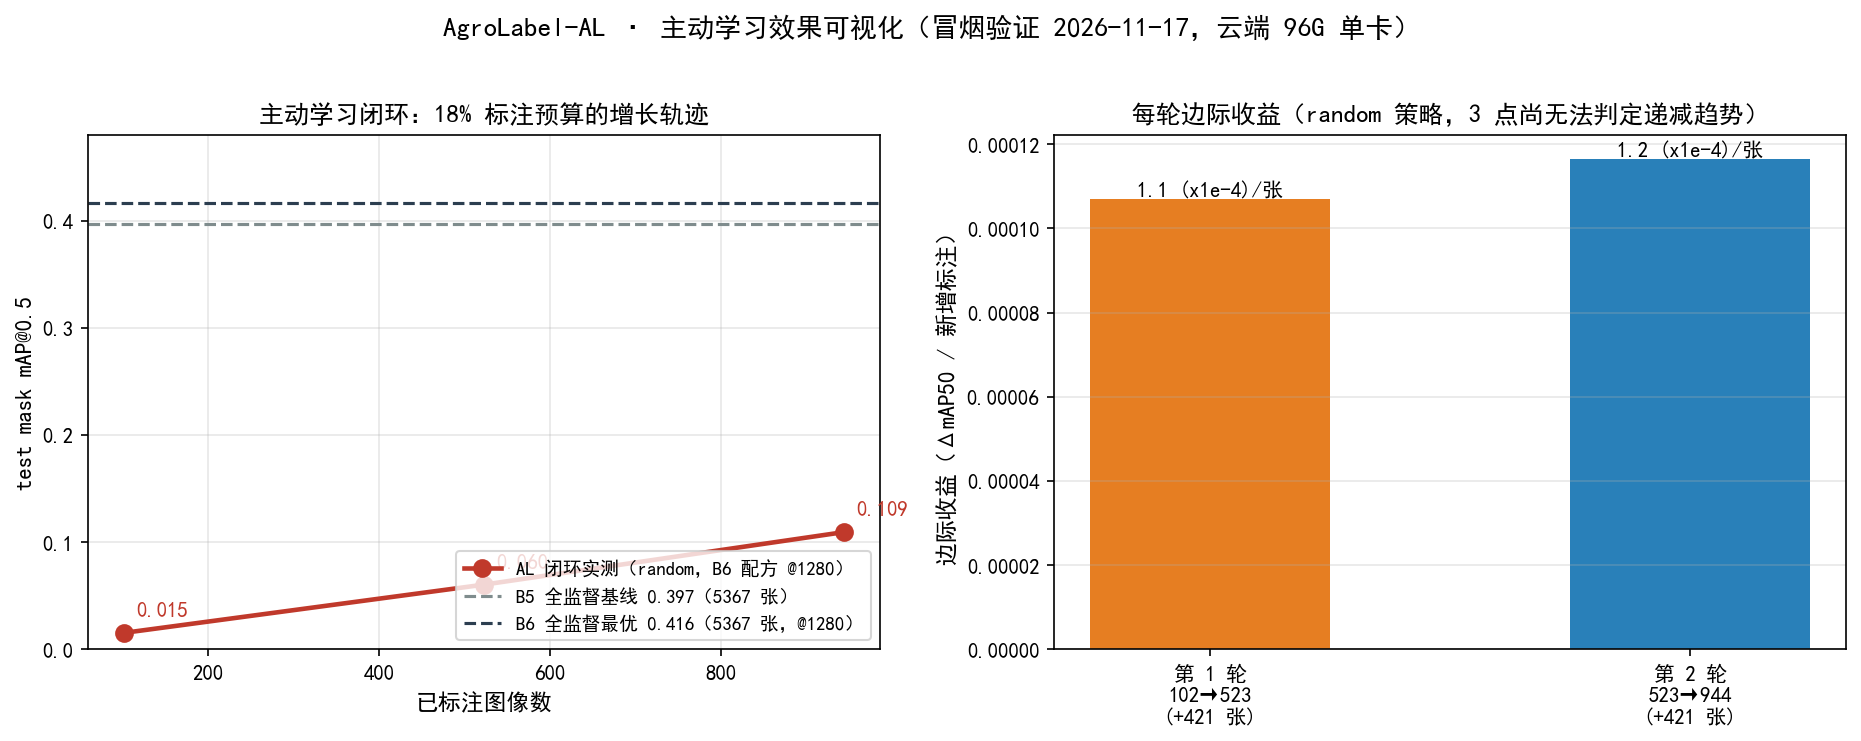 AgroLabel-AL · 主动学习效果可视化（冒烟验证 2026-11-17，云端 96G 单卡）
主动学习闭环：18% 标注预算的增长轨迹
test mask mAP@0.5
0.4
0.3
0.2
0.1
0.0
0.015
0.060
0.109
AL 闭环实测（random，B6 配方 @1280）
B5 全监督基线 0.397（5367 张）
B6 全监督最优 0.416（5367 张，@1280）
200
400
600
800
已标注图像数
每轮边际收益（random 策略，3 点尚无法判定递减趋势）
边际收益（ΔmAP50 / 新增标注）
0.00012
0.00010
0.00008
0.00006
0.00004
0.00002
0.00000
1.1 (x1e-4)/张
1.2 (x1e-4)/张
第 1 轮
102→523
(+421 张)
第 2 轮
523→944
(+421 张)